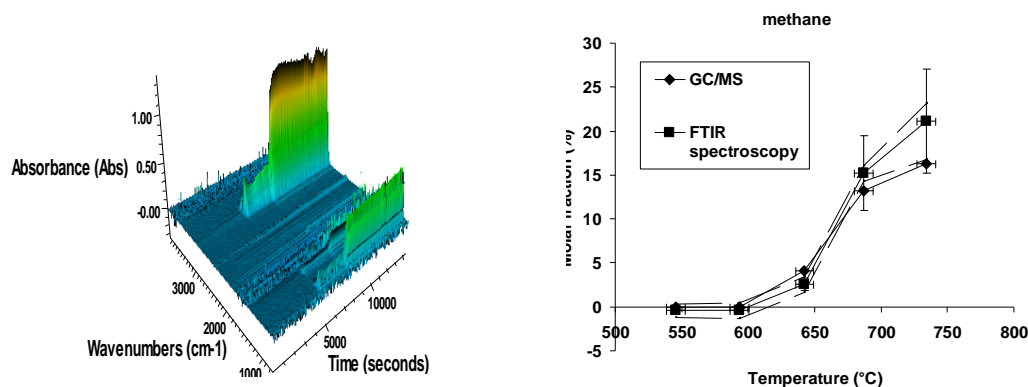 1.00
Absorbance (Abs)
0.50
-0.00
3000
2000
1000
Wavenumbers (cm-1)
5000
10000
Time (seconds)
methane
30
25
20
15
10
5
0
-5
Molar fraction (%)
GC/MS
FTIR
spectroscopy
500
550
600
650
700
750
800
Temperature (°C)